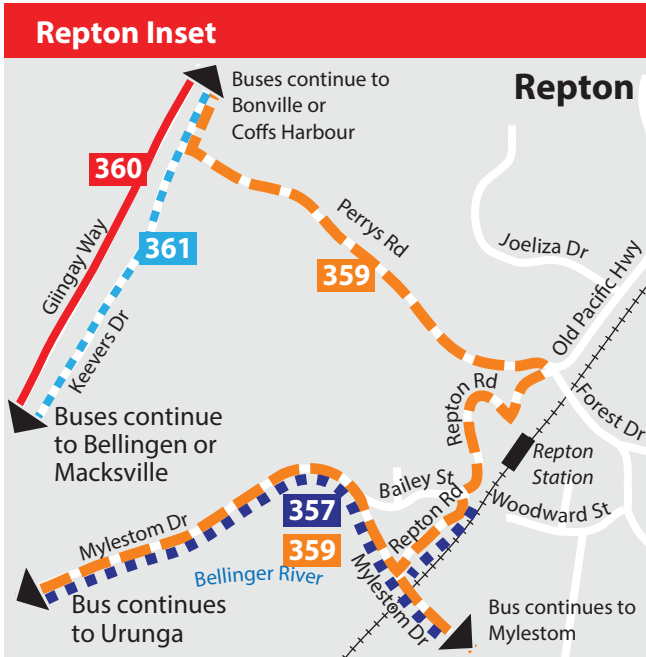 Repton Inset
Buses continue to
Bonville or
Coffs Harbour
Repton
360
361
Giingay Way
Keevers Dr
Perrys Rd
359
Joeliza Dr
Old Pacific Hwy
Buses continue
to Bellingen or
Macksville
Repton Rd
Forest Dr
Repton
Station
Bailey St
Repton Rd
Woodward St
357
359
Mylestom Dr
Bellinger River
Mylestom Dr
Bus continues
to Urunga
Bus continues to
Mylestom